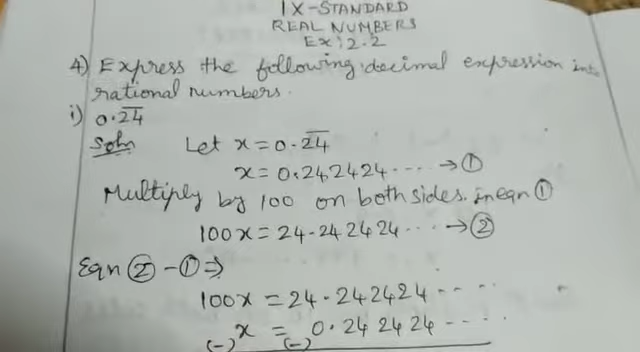 IX-STANDARD
REAL NUMBERS
Ex: 2.2
4) Express the following decimal expression into
rational numbers.
i) 0.2̅4̅
Soln Let x = 0.2̅4̅
x = 0.242424.... → ①
Multiply by 100 on both sides. in eqn ①
100x = 24.242424... → ②
Eqn ② - ① ⇒
100x = 24.242424....
(-) x = (-) 0.242424....